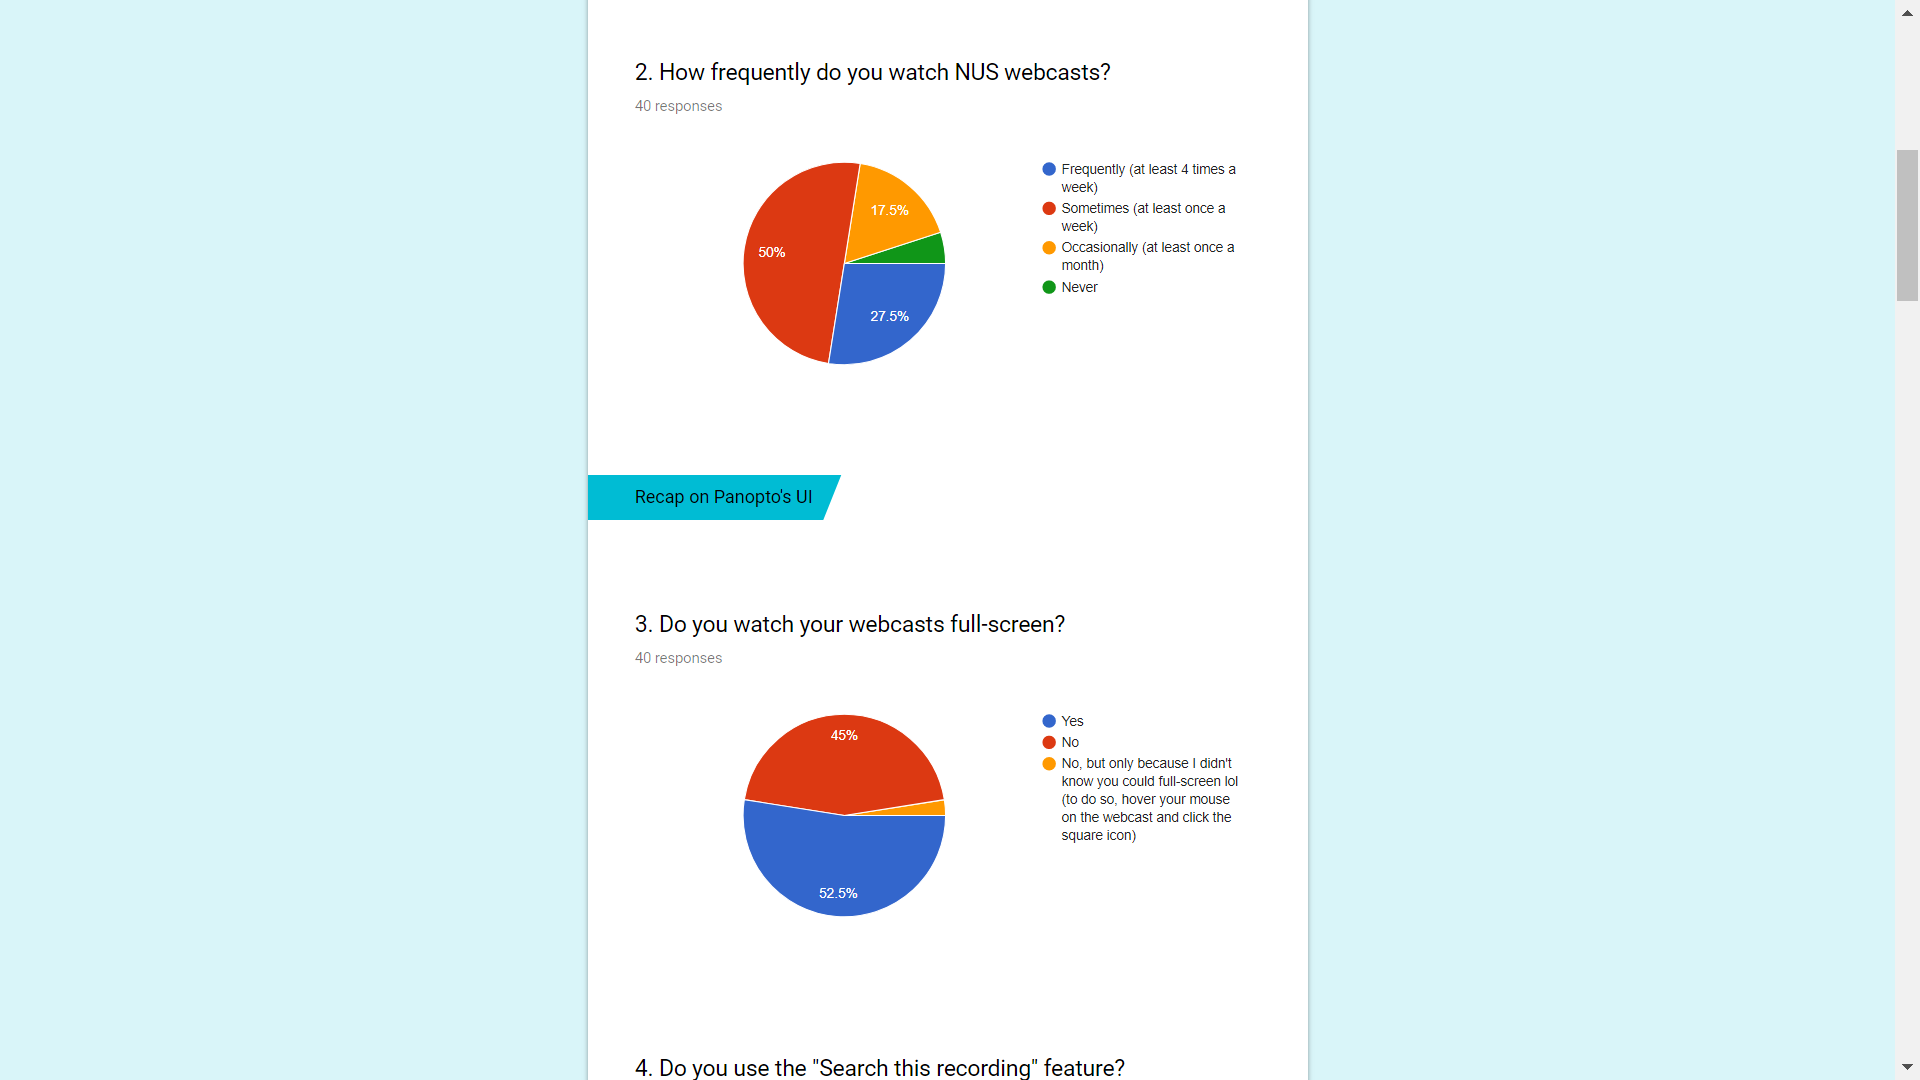 2. How frequently do you watch NUS webcasts?
40 responses
Frequently (at least 4 times a
week)
Sometimes (at least once a
week)
Occasionally (at least once a
month)
Never
17.5%
50%
27.5%
Recap on Panopto's UI
3. Do you watch your webcasts full-screen?
40 responses
Yes
No
No, but only because I didn't
know you could full-screen lol
(to do so, hover your mouse
on the webcast and click the
square icon)
45%
52.5%
4. Do you use the "Search this recording" feature?